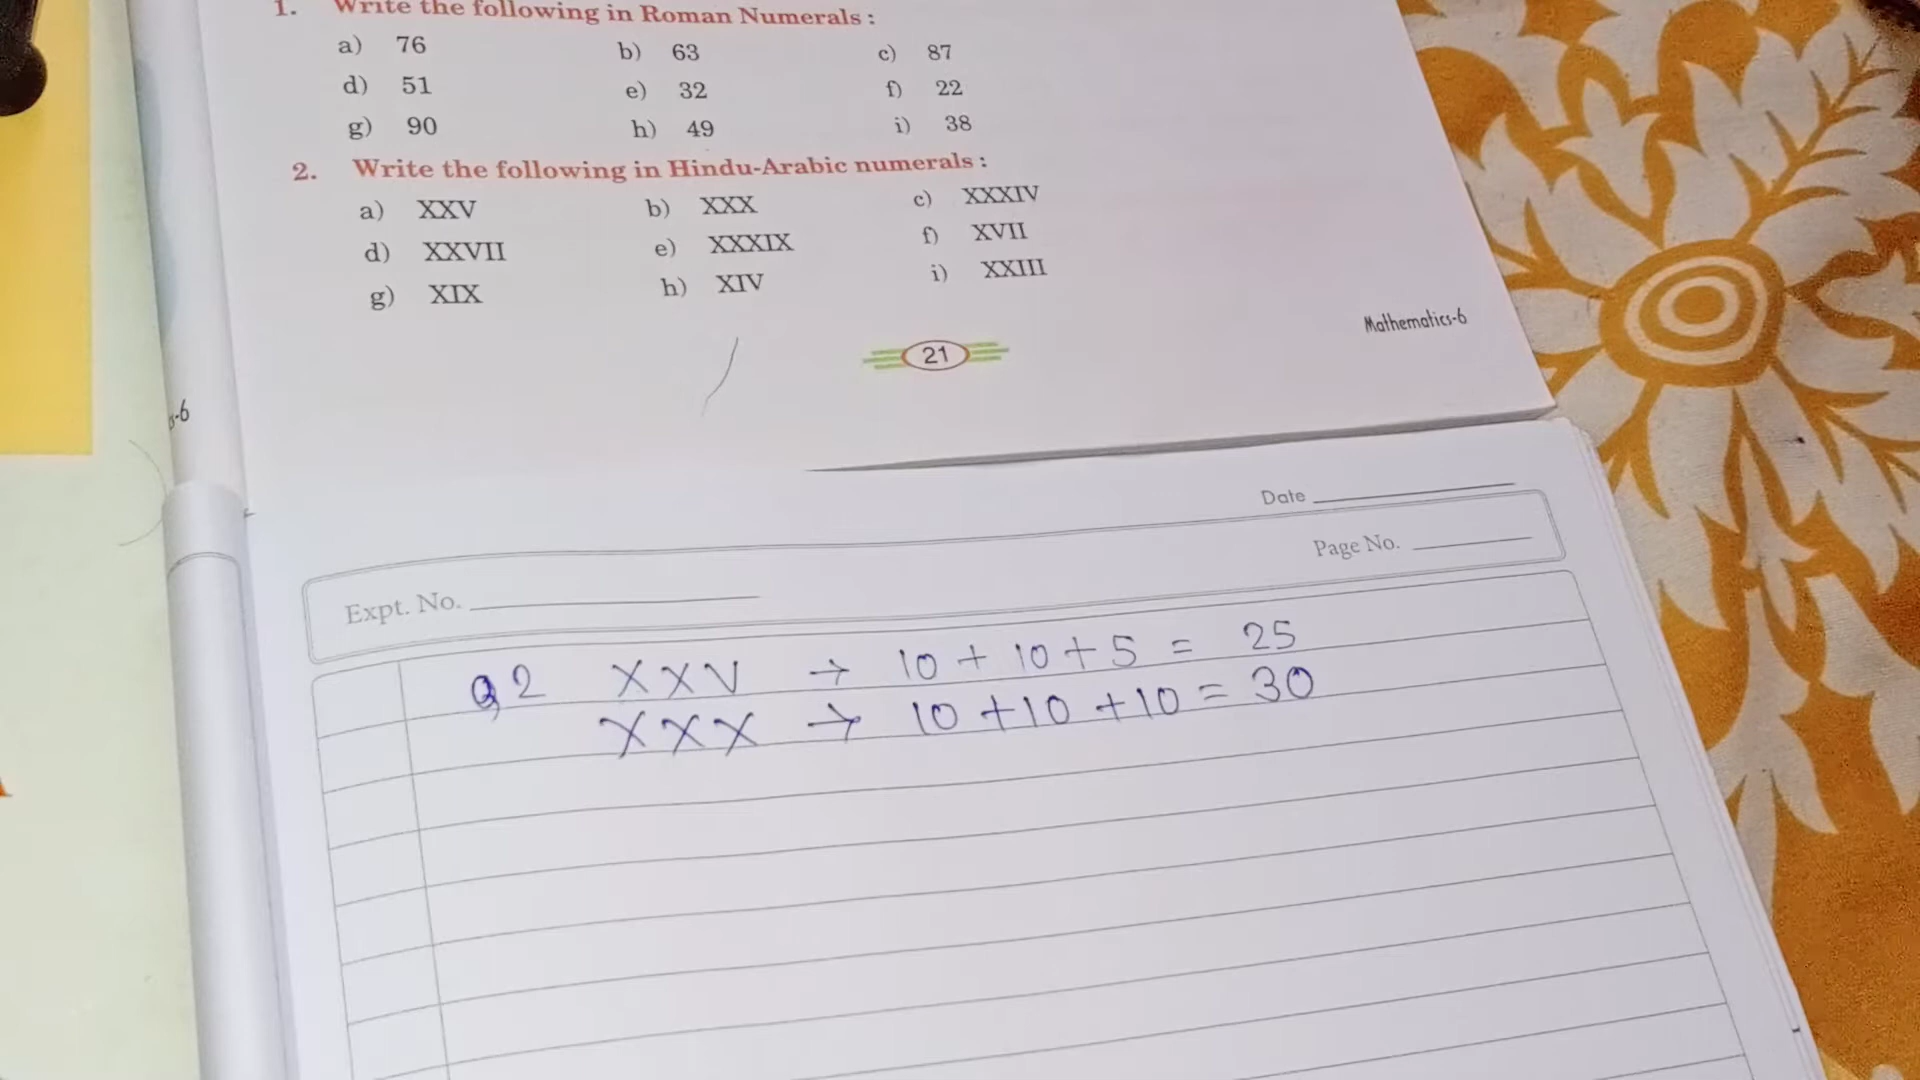 1. Write the following in Roman Numerals :
a) 76 b) 63 c) 87
d) 51 e) 32 f) 22
g) 90 h) 49 i) 38
2. Write the following in Hindu-Arabic numerals :
a) XXV b) XXX c) XXXIV
d) XXVII e) XXXIX f) XVII
g) XIX h) XIV i) XXIII
Mathematics-6
21
-6
Date
Page No.
Expt. No.
Q2 XXV → 10 + 10 + 5 = 25
XXX → 10 + 10 + 10 = 30